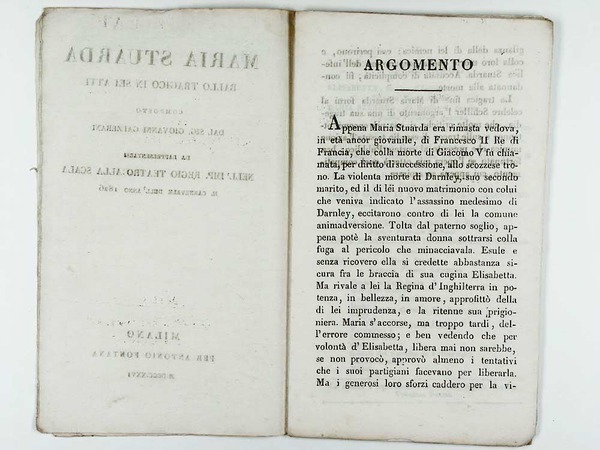 MARIA STUARDA
BALLO TRAGICO IN SEI ATTI
COMPOSTO
DAL SIG. GIOVANNI GALZERANI
DA RAPPRESENTARSI
NELL' IMP. REGIO TEATRO ALLA SCALA
IL CARNEVALE DELL' ANNO 1826
MILANO
PER ANTONIO FONTANA
M DCCCXXVI
ARGOMENTO
Appena Maria Stuarda era rimasta vedova,
in età ancor giovanile, di Francesco II Re di
Francia, che colla morte di Giacomo V fu chia-
mata, per diritto di successione, allo scozzese tro-
no. La violenta morte di Darnley, suo secondo
marito, ed il di lei nuovo matrimonio con colui
che veniva indicato l'assassino medesimo di
Darnley, eccitarono contro di lei la comune
animadversione. Tolta dal paterno soglio, ap-
pena potè la sventurata donna sottrarsi colla
fuga al pericolo che minacciavala. Esule e
senza ricovero ella si credette abbastanza si-
cura fra le braccia di sua cugina Elisabetta.
Ma rivale a lei la Regina d'Inghilterra in po-
tenza, in bellezza, in amore, approfittò della
di lei imprudenza, e la ritenne sua prigio-
niera. Maria s'accorse, ma troppo tardi, del-
l'errore commesso; e ben vedendo che per
volontà d'Elisabetta, libera mai non sarebbe,
se non provocò, approvò almeno i tentativi
che i suoi partigiani facevano per liberarla.
Ma i generosi loro sforzi caddero per la vi-